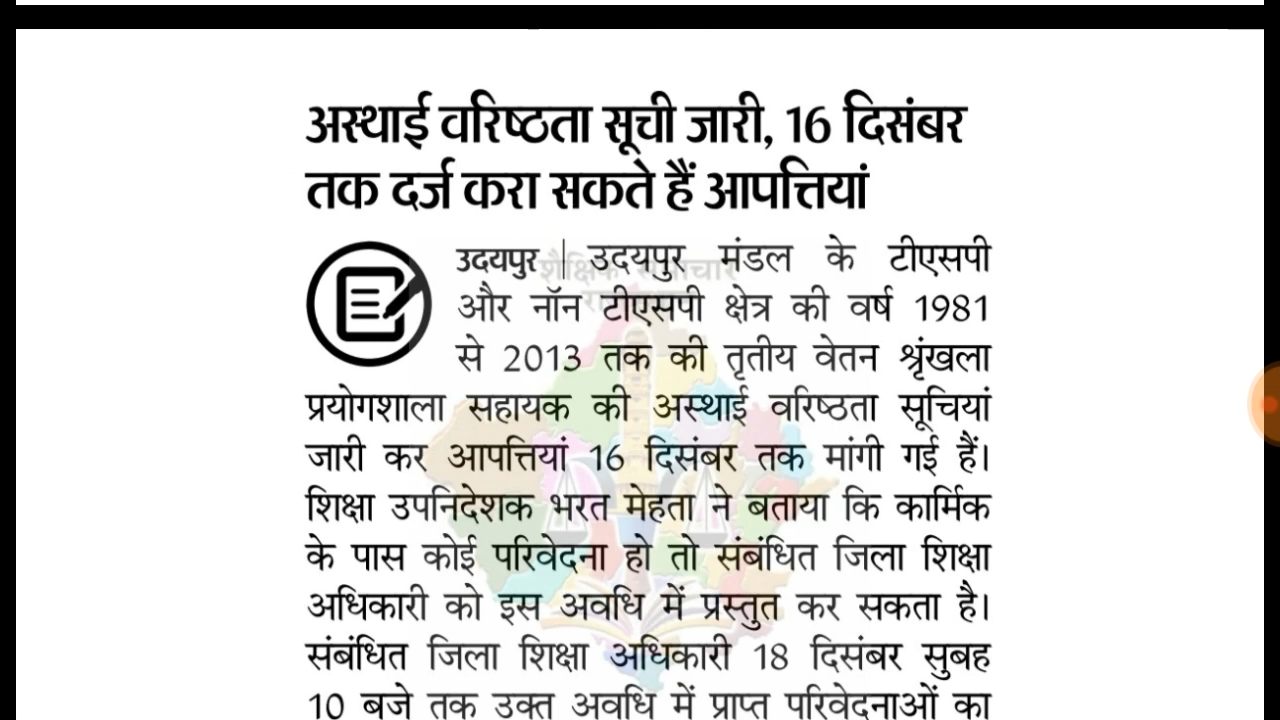 अस्थाई वरिष्ठता सूची जारी, 16 दिसंबर
तक दर्ज करा सकते हैं आपत्तियां
उदयपुर | उदयपुर मंडल के टीएसपी
और नॉन टीएसपी क्षेत्र की वर्ष 1981
से 2013 तक की तृतीय वेतन श्रृंखला
प्रयोगशाला सहायक की अस्थाई वरिष्ठता सूचियां
जारी कर आपत्तियां 16 दिसंबर तक मांगी गई हैं।
शिक्षा उपनिदेशक भरत मेहता ने बताया कि कार्मिक
के पास कोई परिवेदना हो तो संबंधित जिला शिक्षा
अधिकारी को इस अवधि में प्रस्तुत कर सकता है।
संबंधित जिला शिक्षा अधिकारी 18 दिसंबर सुबह
10 बजे तक उक्त अवधि में प्राप्त परिवेदनाओं का